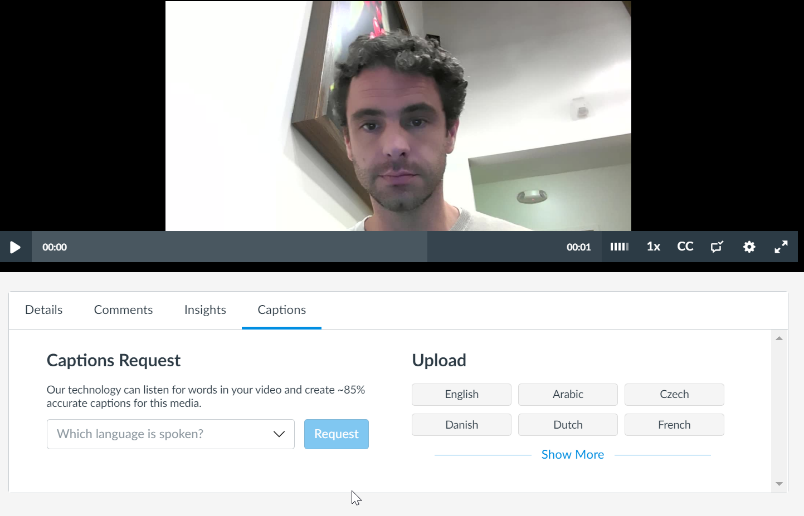 00:00 00:01 1x CC
Details Comments Insights Captions
Captions Request
Our technology can listen for words in your video and create ~85%
accurate captions for this media.
Which language is spoken? Request
Upload
English Arabic Czech
Danish Dutch French
Show More